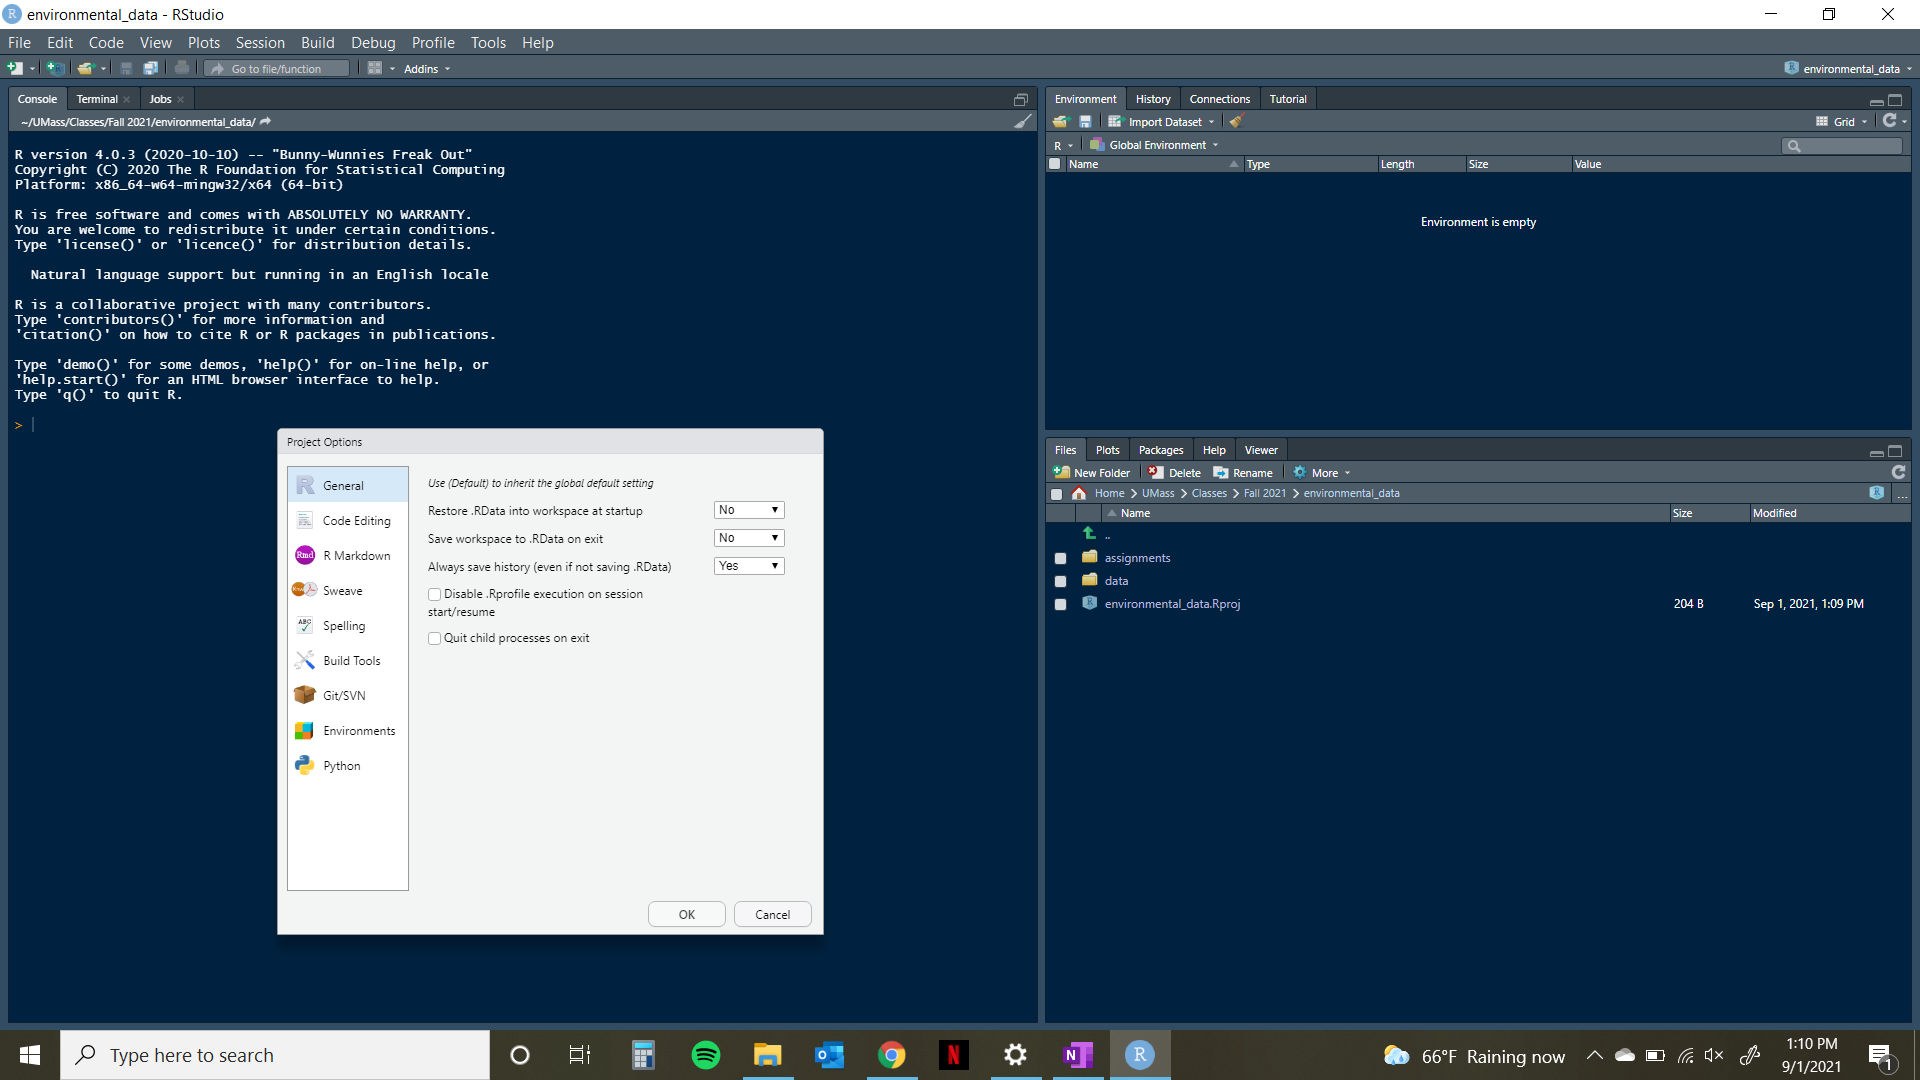 environmental_data - RStudio
File Edit Code View Plots Session Build Debug Profile Tools Help
Go to file/function Addins environmental_data
Console Terminal Jobs
~/UMass/Classes/Fall 2021/environmental_data/
R version 4.0.3 (2020-10-10) -- "Bunny-Wunnies Freak Out"
Copyright (C) 2020 The R Foundation for Statistical Computing
Platform: x86_64-w64-mingw32/x64 (64-bit)
R is free software and comes with ABSOLUTELY NO WARRANTY.
You are welcome to redistribute it under certain conditions.
Type 'license()' or 'licence()' for distribution details.
Natural language support but running in an English locale
R is a collaborative project with many contributors.
Type 'contributors()' for more information and
'citation()' on how to cite R or R packages in publications.
Type 'demo()' for some demos, 'help()' for on-line help, or
'help.start()' for an HTML browser interface to help.
Type 'q()' to quit R.
>
Project Options
General
Code Editing
R Markdown
Sweave
Spelling
Build Tools
Git/SVN
Environments
Python
Use (Default) to inherit the global default setting
Restore .RData into workspace at startup No
Save workspace to .RData on exit No
Always save history (even if not saving .RData) Yes
Disable .Rprofile execution on session
start/resume
Quit child processes on exit
OK Cancel
Environment History Connections Tutorial
Import Dataset Grid
R Global Environment
Name Type Length Size Value
Environment is empty
Files Plots Packages Help Viewer
New Folder Delete Rename More
Home UMass Classes Fall 2021 environmental_data ...
Name Size Modified
..
assignments
data
environmental_data.Rproj 204 B Sep 1, 2021, 1:09 PM
Type here to search
66°F Raining now
1:10 PM
9/1/2021
1